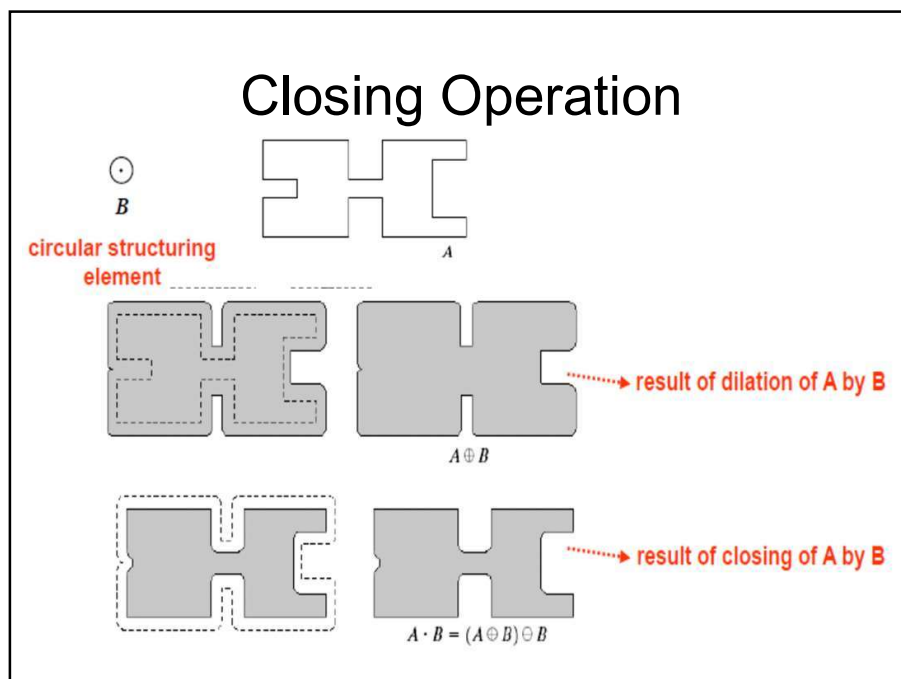 Closing Operation
B
A
circular structuring
element
result of dilation of A by B
A ⊕ B
result of closing of A by B
A · B = (A ⊕ B) ⊖ B